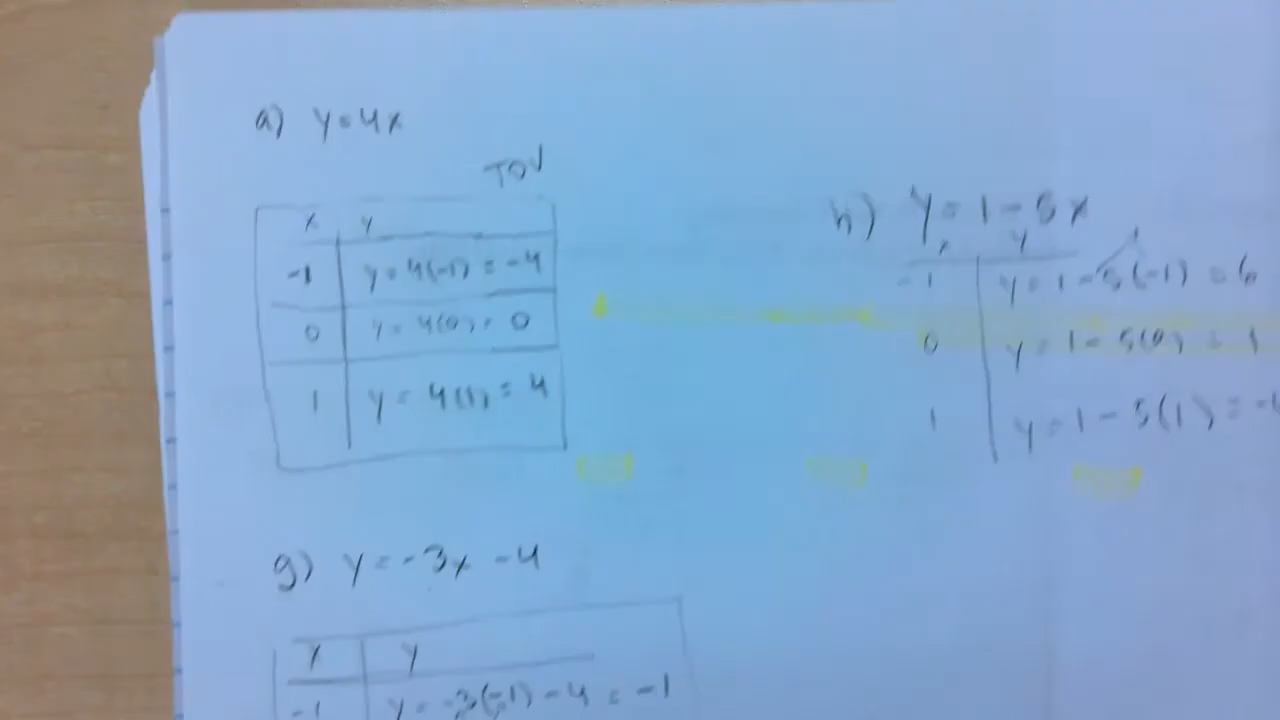 a) y=4x
TOV
x y
-1 y=4(-1) = -4
0 y=4(0)= 0
1 y=4(1)=4
h) y=1-5x
x y
-1 y=1-5(-1)=6
0 y=1-5(0)=1
1 y=1-5(1)=-4
g) y=-3x-4
x y
-1 y=-3(-1)-4=-1